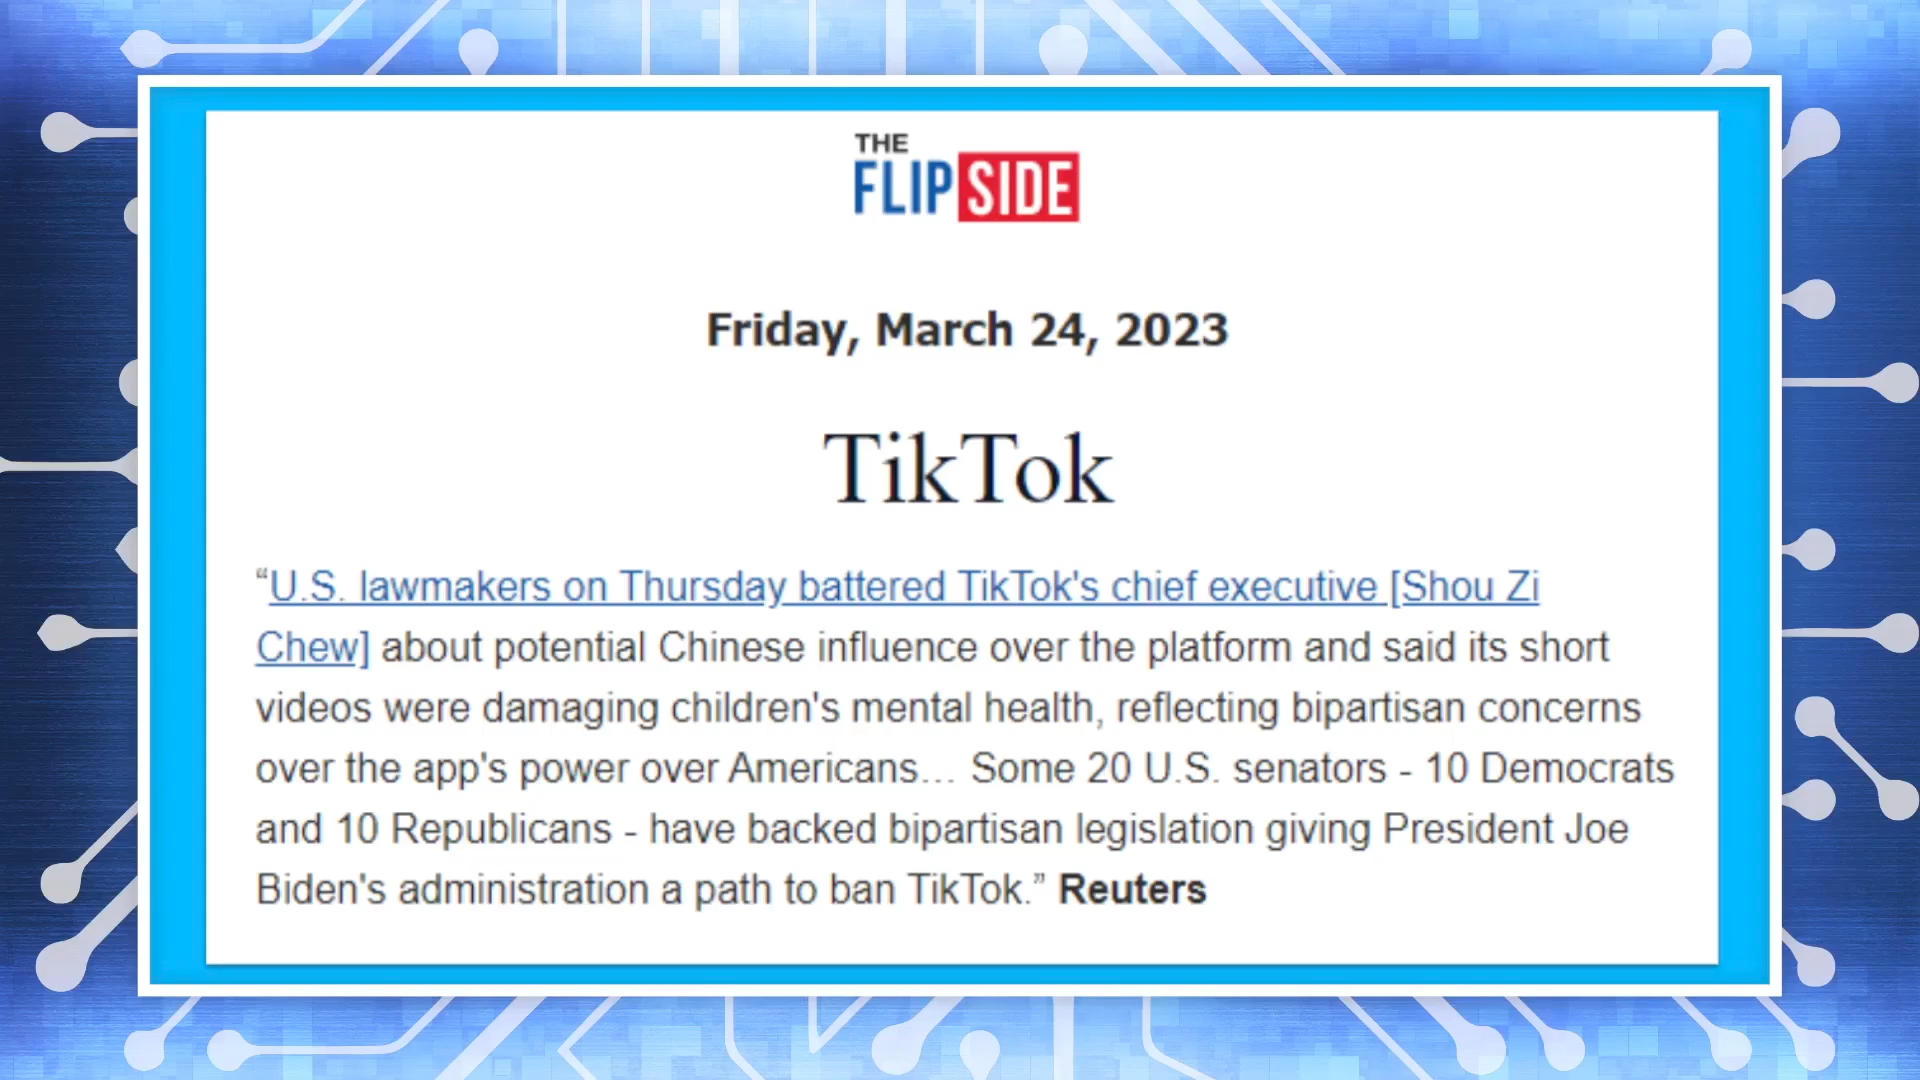 THE
FLIP SIDE
Friday, March 24, 2023
TikTok
“U.S. lawmakers on Thursday battered TikTok's chief executive [Shou Zi
Chew] about potential Chinese influence over the platform and said its short
videos were damaging children's mental health, reflecting bipartisan concerns
over the app's power over Americans… Some 20 U.S. senators - 10 Democrats
and 10 Republicans - have backed bipartisan legislation giving President Joe
Biden's administration a path to ban TikTok.” Reuters